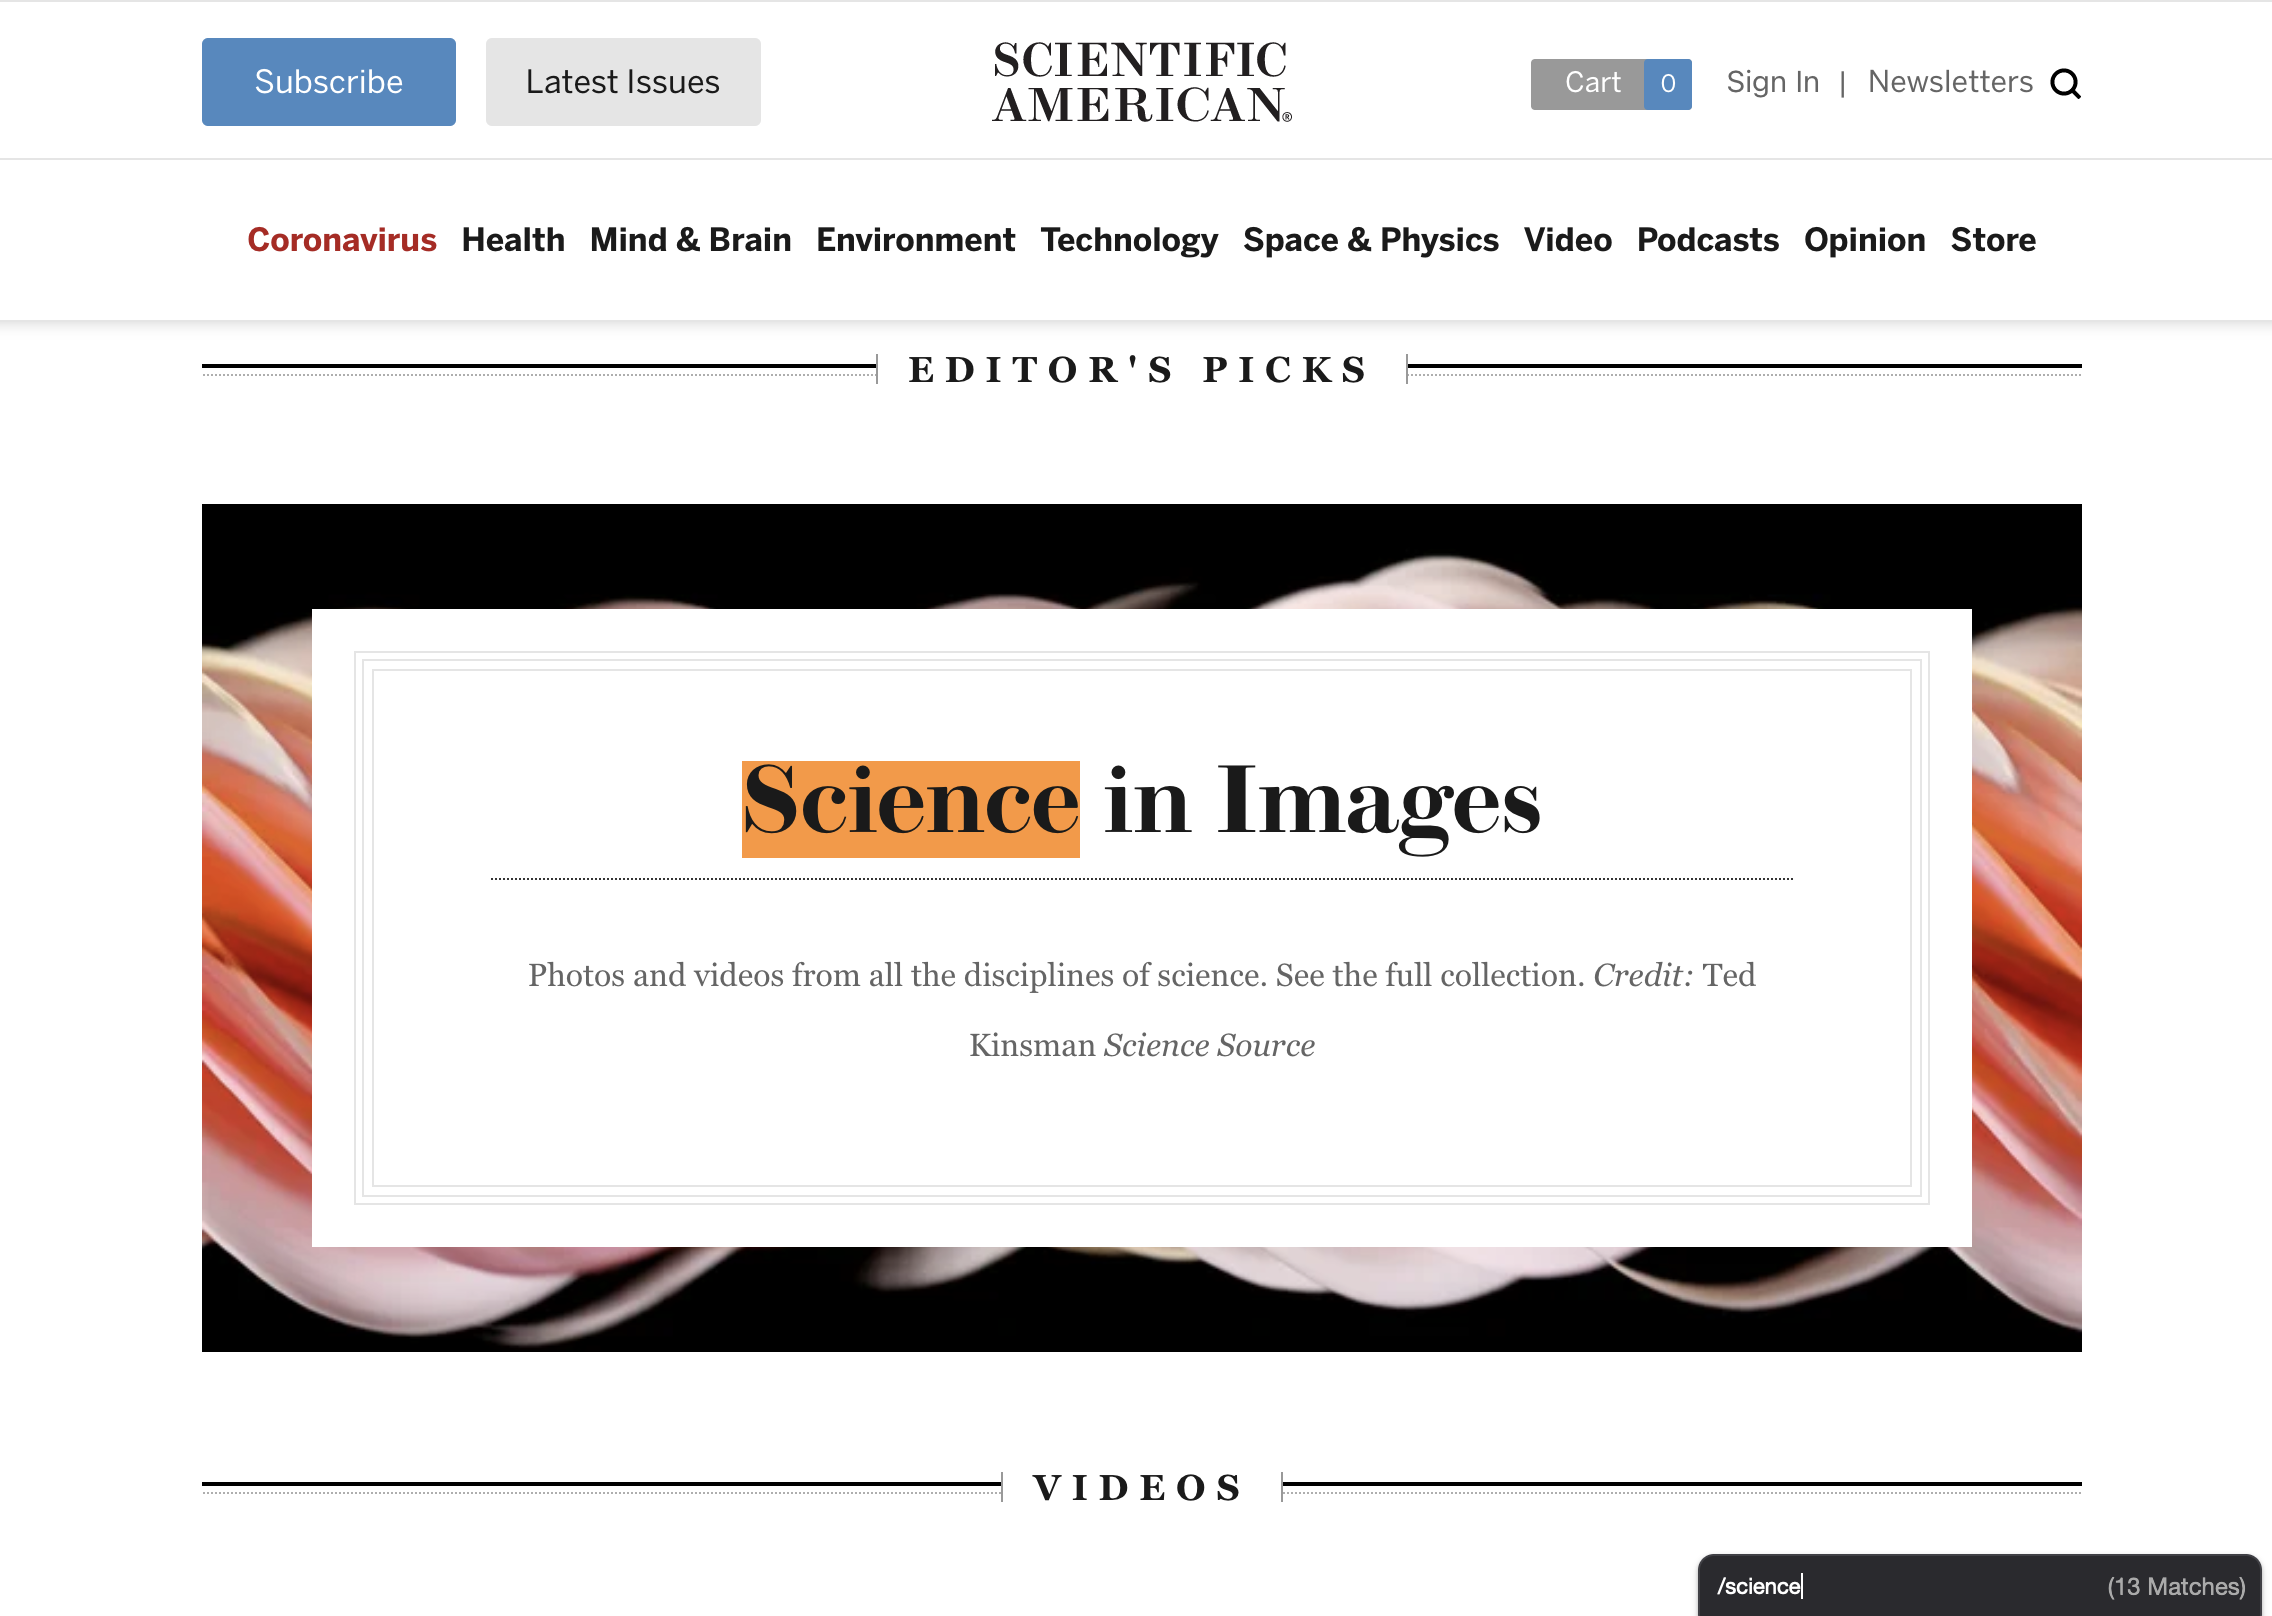 Subscribe
Latest Issues
SCIENTIFIC
AMERICAN®
Cart 0
Sign In | Newsletters
Coronavirus Health Mind & Brain Environment Technology Space & Physics Video Podcasts Opinion Store
EDITOR'S PICKS
Science in Images
Photos and videos from all the disciplines of science. See the full collection. Credit: Ted
Kinsman Science Source
VIDEOS
/science (13 Matches)